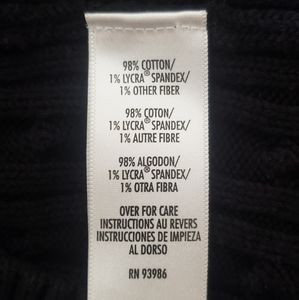 98% COTTON/
1% LYCRA® SPANDEX/
1% OTHER FIBER
98% COTON/
1% LYCRA® SPANDEX/
1% AUTRE FIBRE
98% ALGODON/
1% LYCRA® SPANDEX/
1% OTRA FIBRA
OVER FOR CARE
INSTRUCTIONS AU REVERS
INSTRUCCIONES DE IMPIEZA
AL DORSO
RN 93986